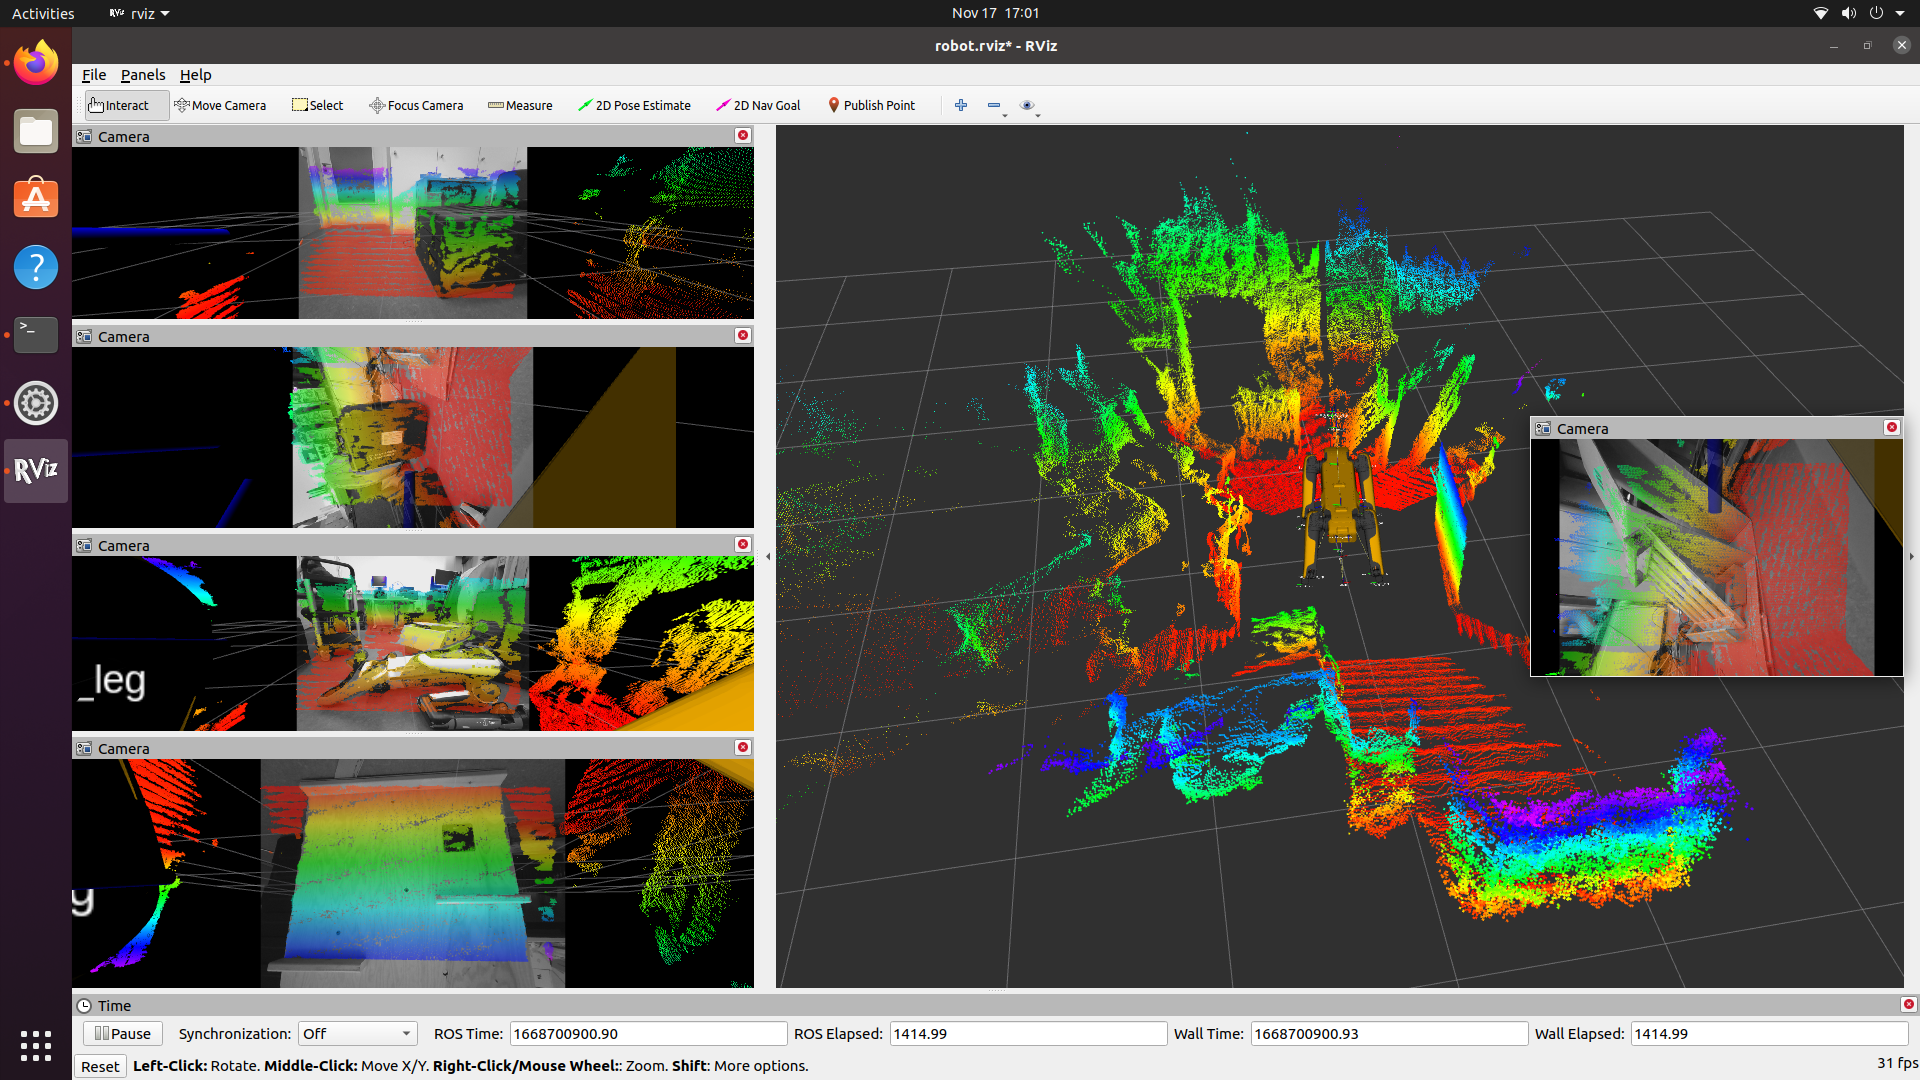 Activities
RViz rviz
Nov 17 17:01
robot.rviz* - RViz
File Panels Help
Interact Move Camera Select Focus Camera Measure 2D Pose Estimate 2D Nav Goal Publish Point
Camera
Camera
Camera
_leg
Camera
g
Camera
RViz
Time
Pause Synchronization: Off ROS Time: 1668700900.90 ROS Elapsed: 1414.99 Wall Time: 1668700900.93 Wall Elapsed: 1414.99
Reset Left-Click: Rotate. Middle-Click: Move X/Y. Right-Click/Mouse Wheel:: Zoom. Shift: More options.
31 fps